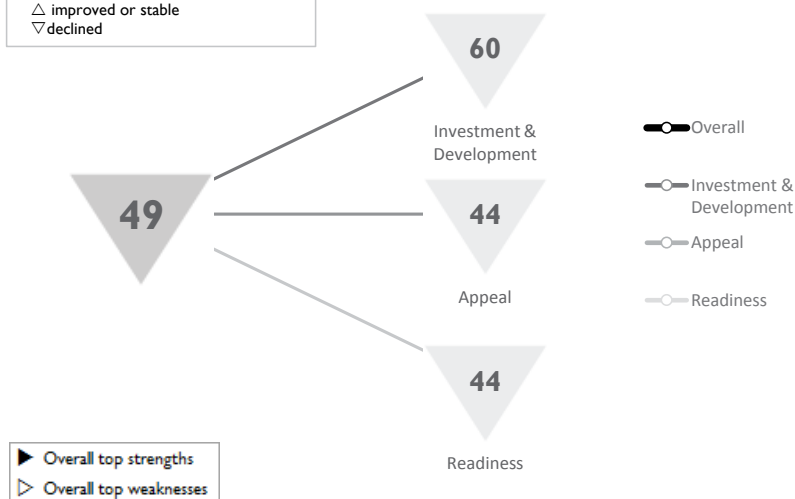 △ improved or stable
▽declined
60
Investment &
Development
Overall
49
Investment &
Development
44
Appeal
Appeal
Readiness
44
Readiness
▶ Overall top strengths
▷ Overall top weaknesses